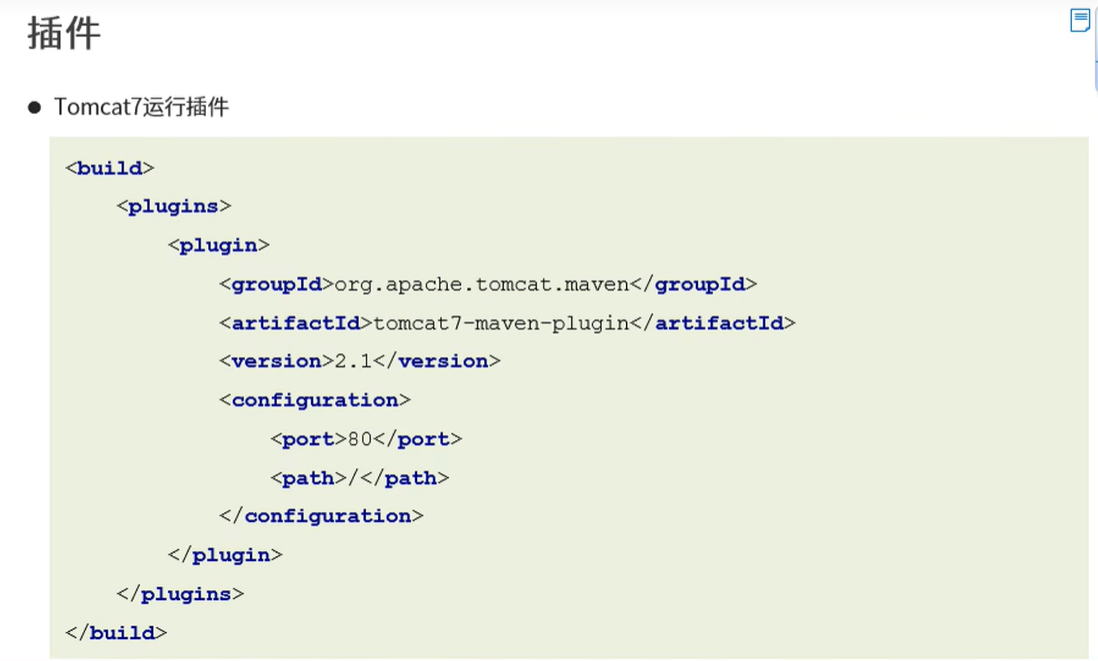 插件
● Tomcat7运行插件
<build>
<plugins>
<plugin>
<groupId>org.apache.tomcat.maven</groupId>
<artifactId>tomcat7-maven-plugin</artifactId>
<version>2.1</version>
<configuration>
<port>80</port>
<path>/</path>
</configuration>
</plugin>
</plugins>
</build>